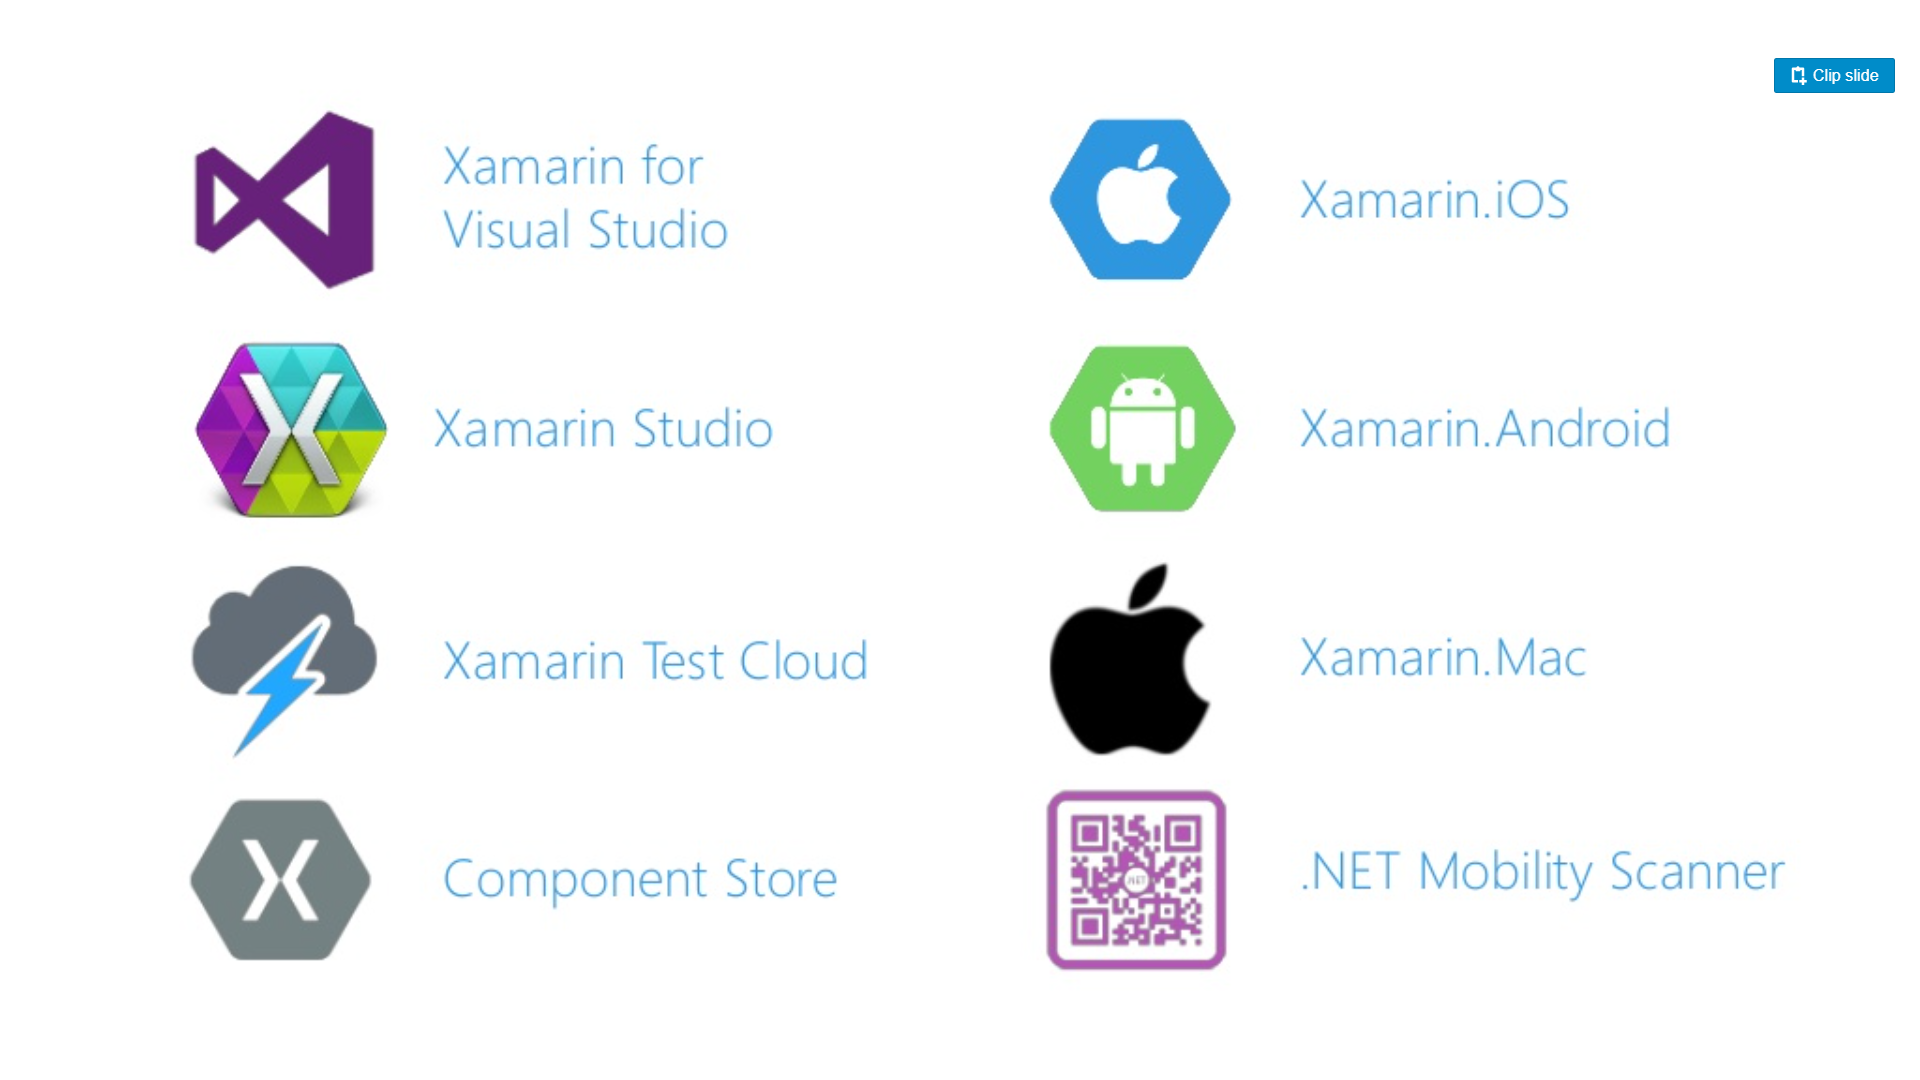 Clip slide
Xamarin for
Visual Studio
Xamarin.iOS
Xamarin Studio
Xamarin.Android
Xamarin Test Cloud
Xamarin.Mac
Component Store
.NET
.NET Mobility Scanner